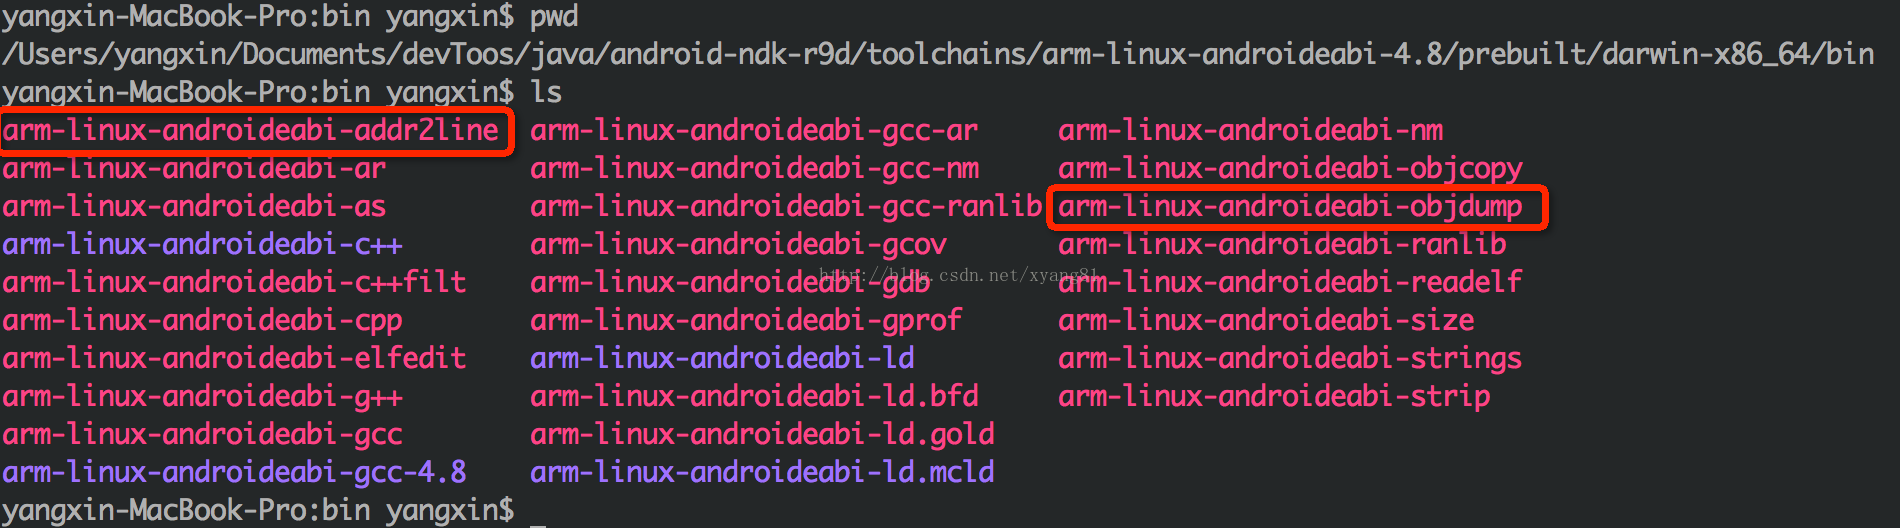 yangxin-MacBook-Pro:bin yangxin$ pwd
/Users/yangxin/Documents/devToos/java/android-ndk-r9d/toolchains/arm-linux-androideabi-4.8/prebuilt/darwin-x86_64/bin
yangxin-MacBook-Pro:bin yangxin$ ls
arm-linux-androideabi-addr2line arm-linux-androideabi-gcc-ar arm-linux-androideabi-nm
arm-linux-androideabi-ar arm-linux-androideabi-gcc-nm arm-linux-androideabi-objcopy
arm-linux-androideabi-as arm-linux-androideabi-gcc-ranlib arm-linux-androideabi-objdump
arm-linux-androideabi-c++ arm-linux-androideabi-gcov arm-linux-androideabi-ranlib
http://blog.csdn.net/xyang81
arm-linux-androideabi-c++filt arm-linux-androideabi-gdb arm-linux-androideabi-readelf
arm-linux-androideabi-cpp arm-linux-androideabi-gprof arm-linux-androideabi-size
arm-linux-androideabi-elfedit arm-linux-androideabi-ld arm-linux-androideabi-strings
arm-linux-androideabi-g++ arm-linux-androideabi-ld.bfd arm-linux-androideabi-strip
arm-linux-androideabi-gcc arm-linux-androideabi-ld.gold
arm-linux-androideabi-gcc-4.8 arm-linux-androideabi-ld.mcld
yangxin-MacBook-Pro:bin yangxin$